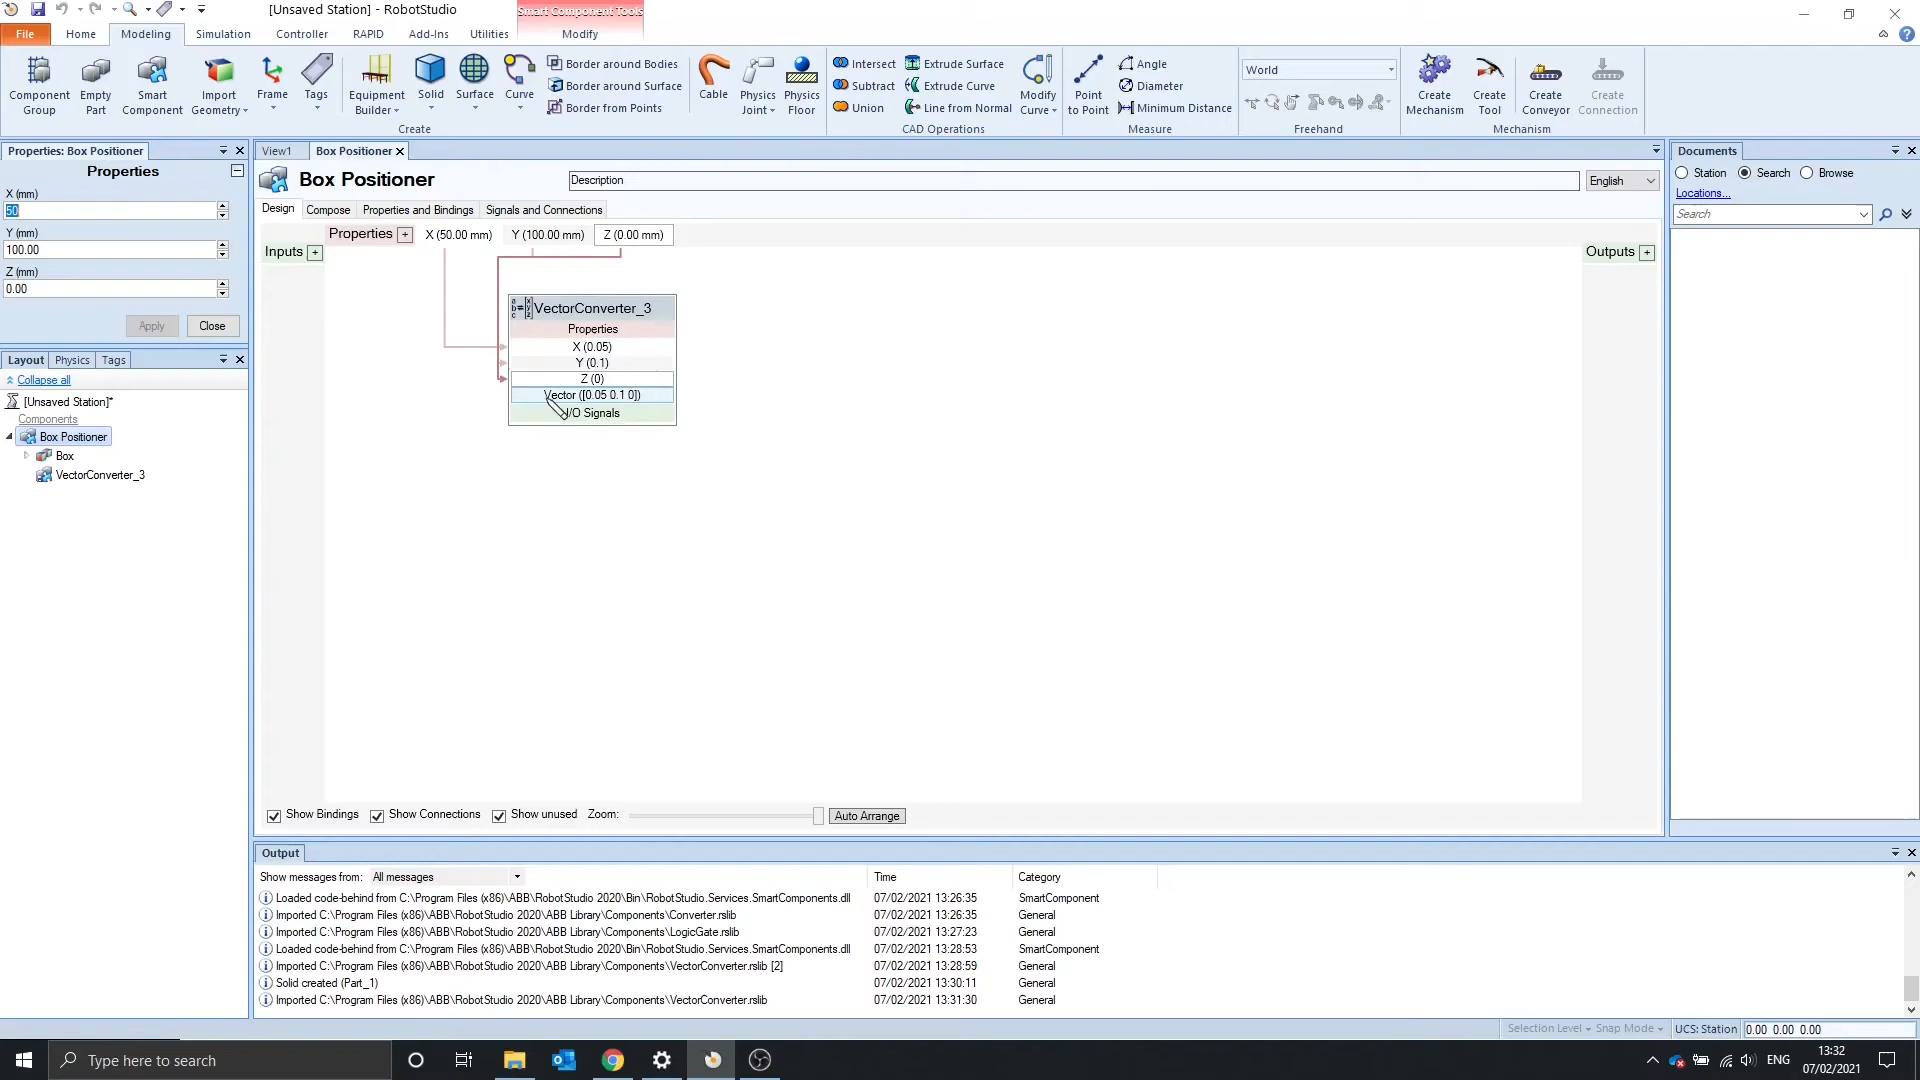 [Unsaved Station] - RobotStudio
Smart Component Tools
File
Home
Modeling
Simulation
Controller
RAPID
Add-Ins
Utilities
Modify
Component Group
Empty Part
Smart Component
Import Geometry
Frame
Tags
Equipment Builder
Solid
Surface
Curve
Border around Bodies
Border around Surface
Border from Points
Create
Cable
Physics Joint
Physics Floor
Intersect
Subtract
Union
Extrude Surface
Extrude Curve
Line from Normal
Modify Curve
CAD Operations
Point to Point
Angle
Diameter
Minimum Distance
Measure
World
Freehand
Create Mechanism
Create Tool
Create Conveyor
Create Connection
Mechanism
Properties: Box Positioner
Properties
X (mm)
50
Y (mm)
100.00
Z (mm)
0.00
Apply
Close
Layout
Physics
Tags
Collapse all
[Unsaved Station]*
Components
Box Positioner
Box
VectorConverter_3
View1
Box Positioner
Box Positioner
Description
English
Design
Compose
Properties and Bindings
Signals and Connections
Properties +
X (50.00 mm)
Y (100.00 mm)
Z (0.00 mm)
Inputs +
Outputs +
VectorConverter_3
Properties
X (0.05)
Y (0.1)
Z (0)
Vector ([0.05 0.1 0])
I/O Signals
Show Bindings
Show Connections
Show unused
Zoom:
Auto Arrange
Documents
Station
Search
Browse
Locations...
Search
Output
Show messages from: All messages
Time
Category
Loaded code-behind from C:\Program Files (x86)\ABB\RobotStudio 2020\Bin\RobotStudio.Services.SmartComponents.dll 07/02/2021 13:26:35 SmartComponent
Imported C:\Program Files (x86)\ABB\RobotStudio 2020\ABB Library\Components\Converter.rslib 07/02/2021 13:26:35 General
Imported C:\Program Files (x86)\ABB\RobotStudio 2020\ABB Library\Components\LogicGate.rslib 07/02/2021 13:27:23 General
Loaded code-behind from C:\Program Files (x86)\ABB\RobotStudio 2020\Bin\RobotStudio.Services.SmartComponents.dll 07/02/2021 13:28:53 SmartComponent
Imported C:\Program Files (x86)\ABB\RobotStudio 2020\ABB Library\Components\VectorConverter.rslib [2] 07/02/2021 13:28:59 General
Solid created (Part_1) 07/02/2021 13:30:11 General
Imported C:\Program Files (x86)\ABB\RobotStudio 2020\ABB Library\Components\VectorConverter.rslib 07/02/2021 13:31:30 General
Selection Level
Snap Mode
UCS: Station
0.00 0.00 0.00
Type here to search
ENG
13:32
07/02/2021